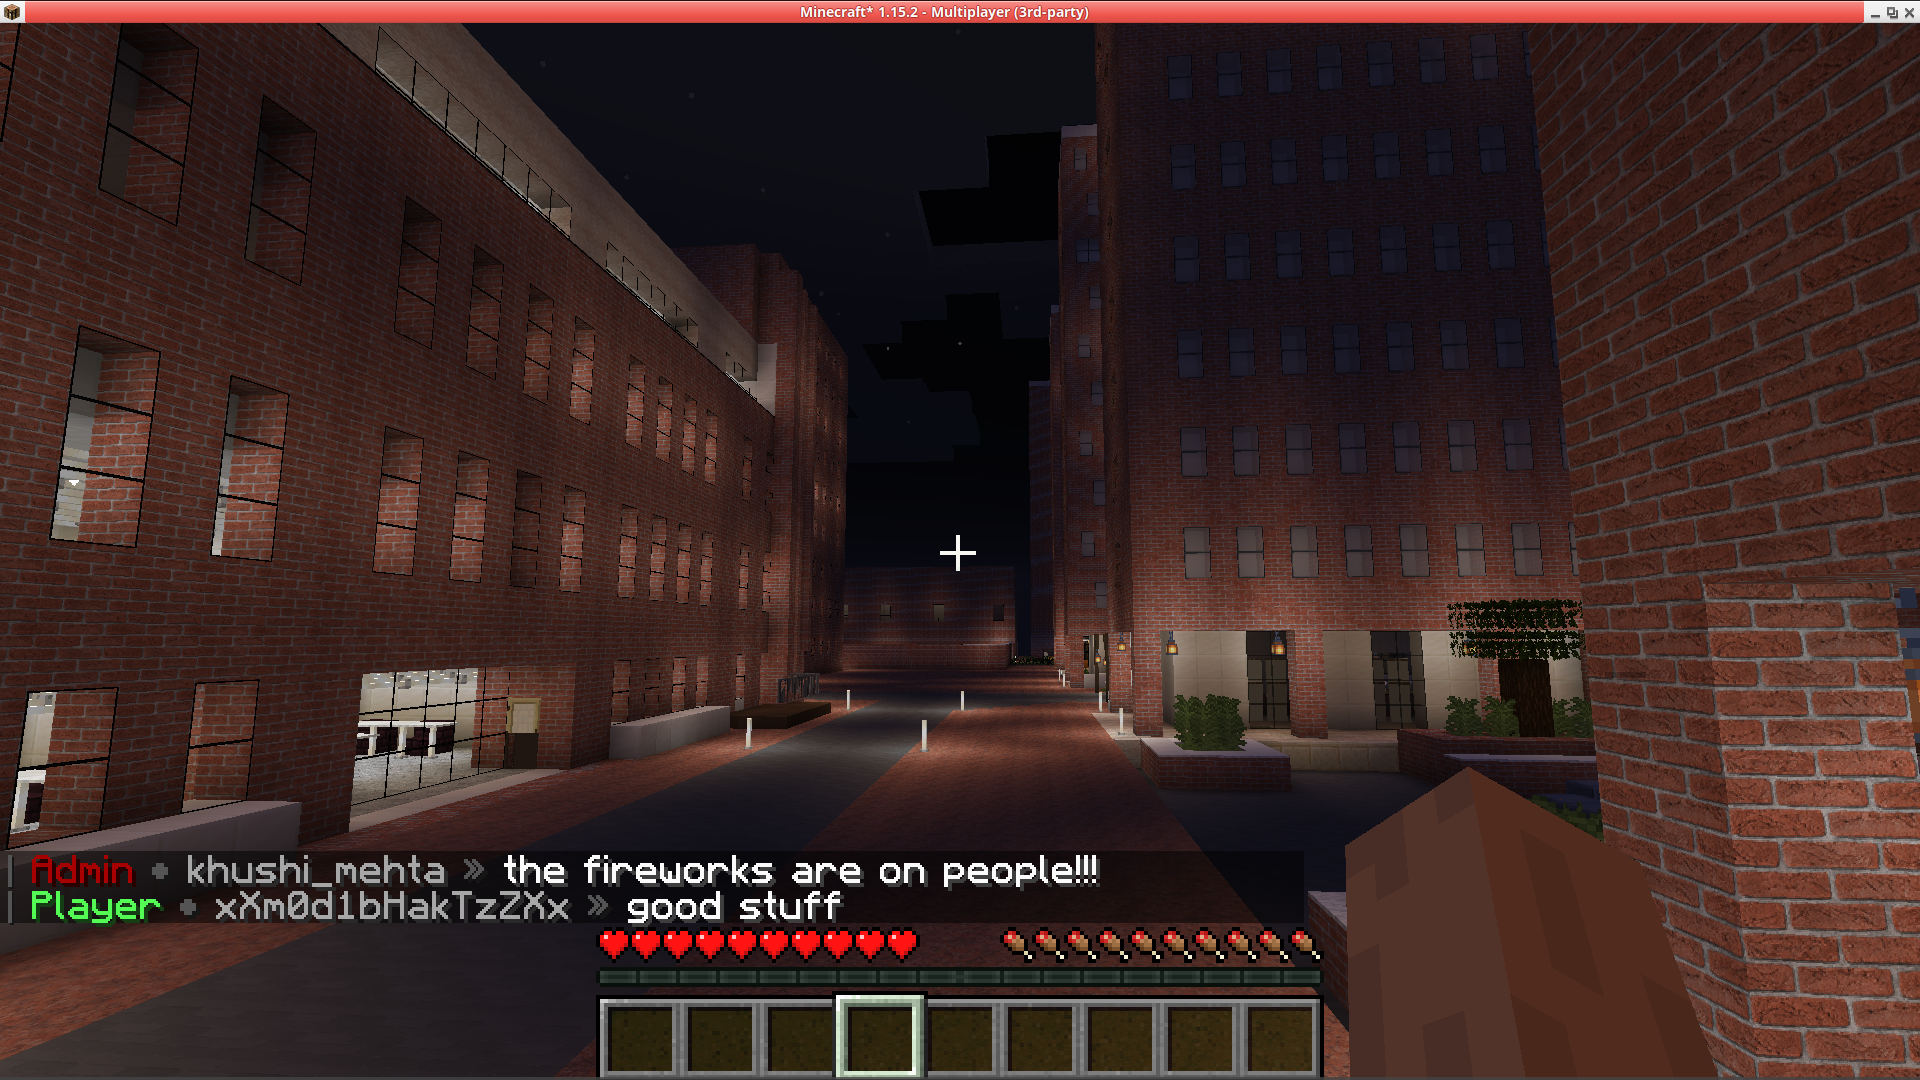 Minecraft* 1.15.2 - Multiplayer (3rd-party)
| Admin • khushi_mehta » the fireworks are on people!!!
| Player • xXm0d1bHakTzZXx » good stuff